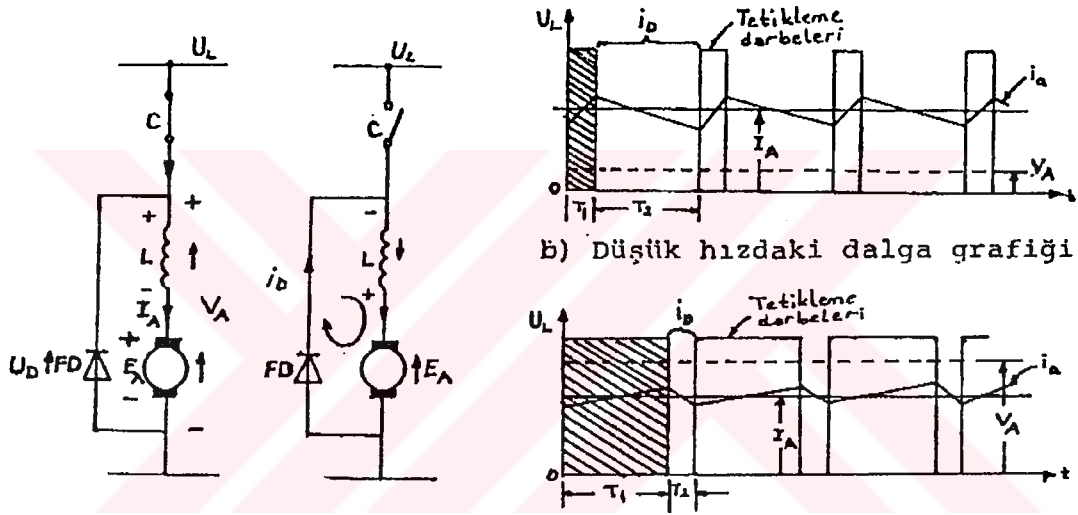 U_L
C
+
+
L
-
I_A
V_A
+
E_A
-
U_D
FD
-
U_L
C
-
L
i_D
+
FD
E_A
U_L
i_D
Tetikleme
darbeleri
i_a
I_A
V_A
0
T_1
T_2
t
b) Düşük hızdaki dalga grafiği
U_L
i_D
Tetikleme
darbeleri
i_a
I_A
V_A
0
T_1
T_2
t